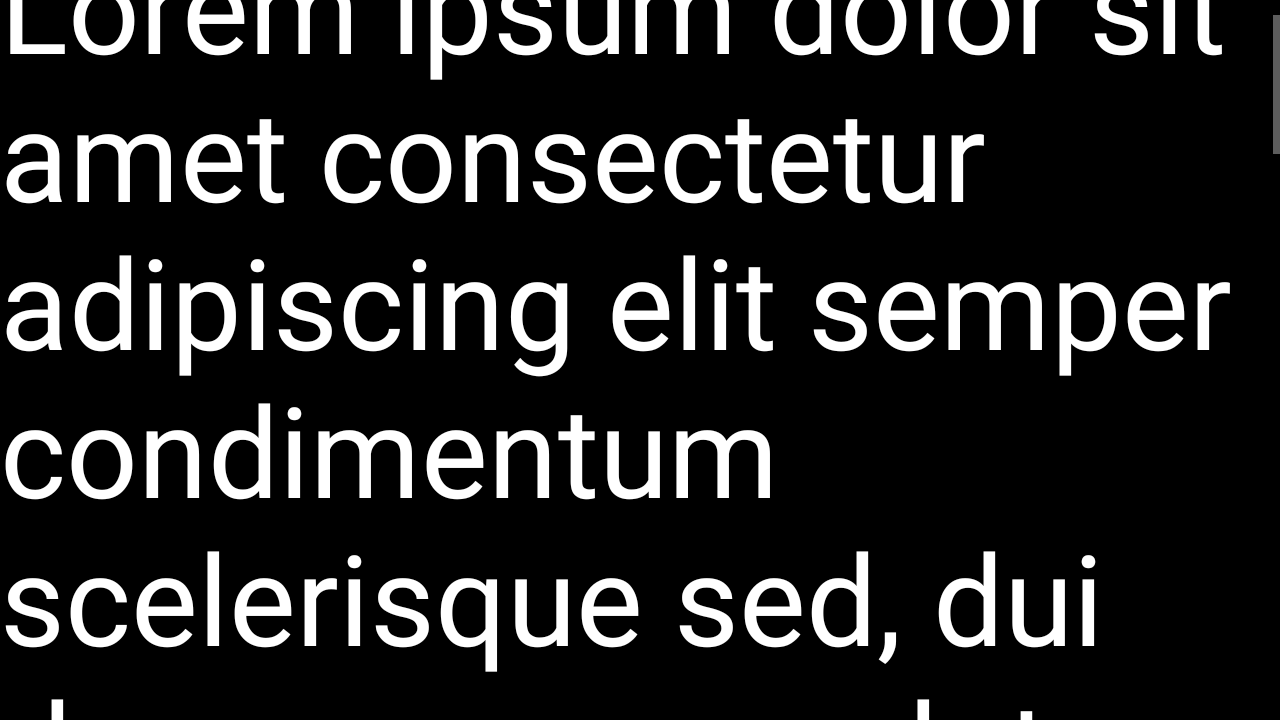 Lorem ipsum dolor sit
amet consectetur
adipiscing elit semper
condimentum
scelerisque sed, dui